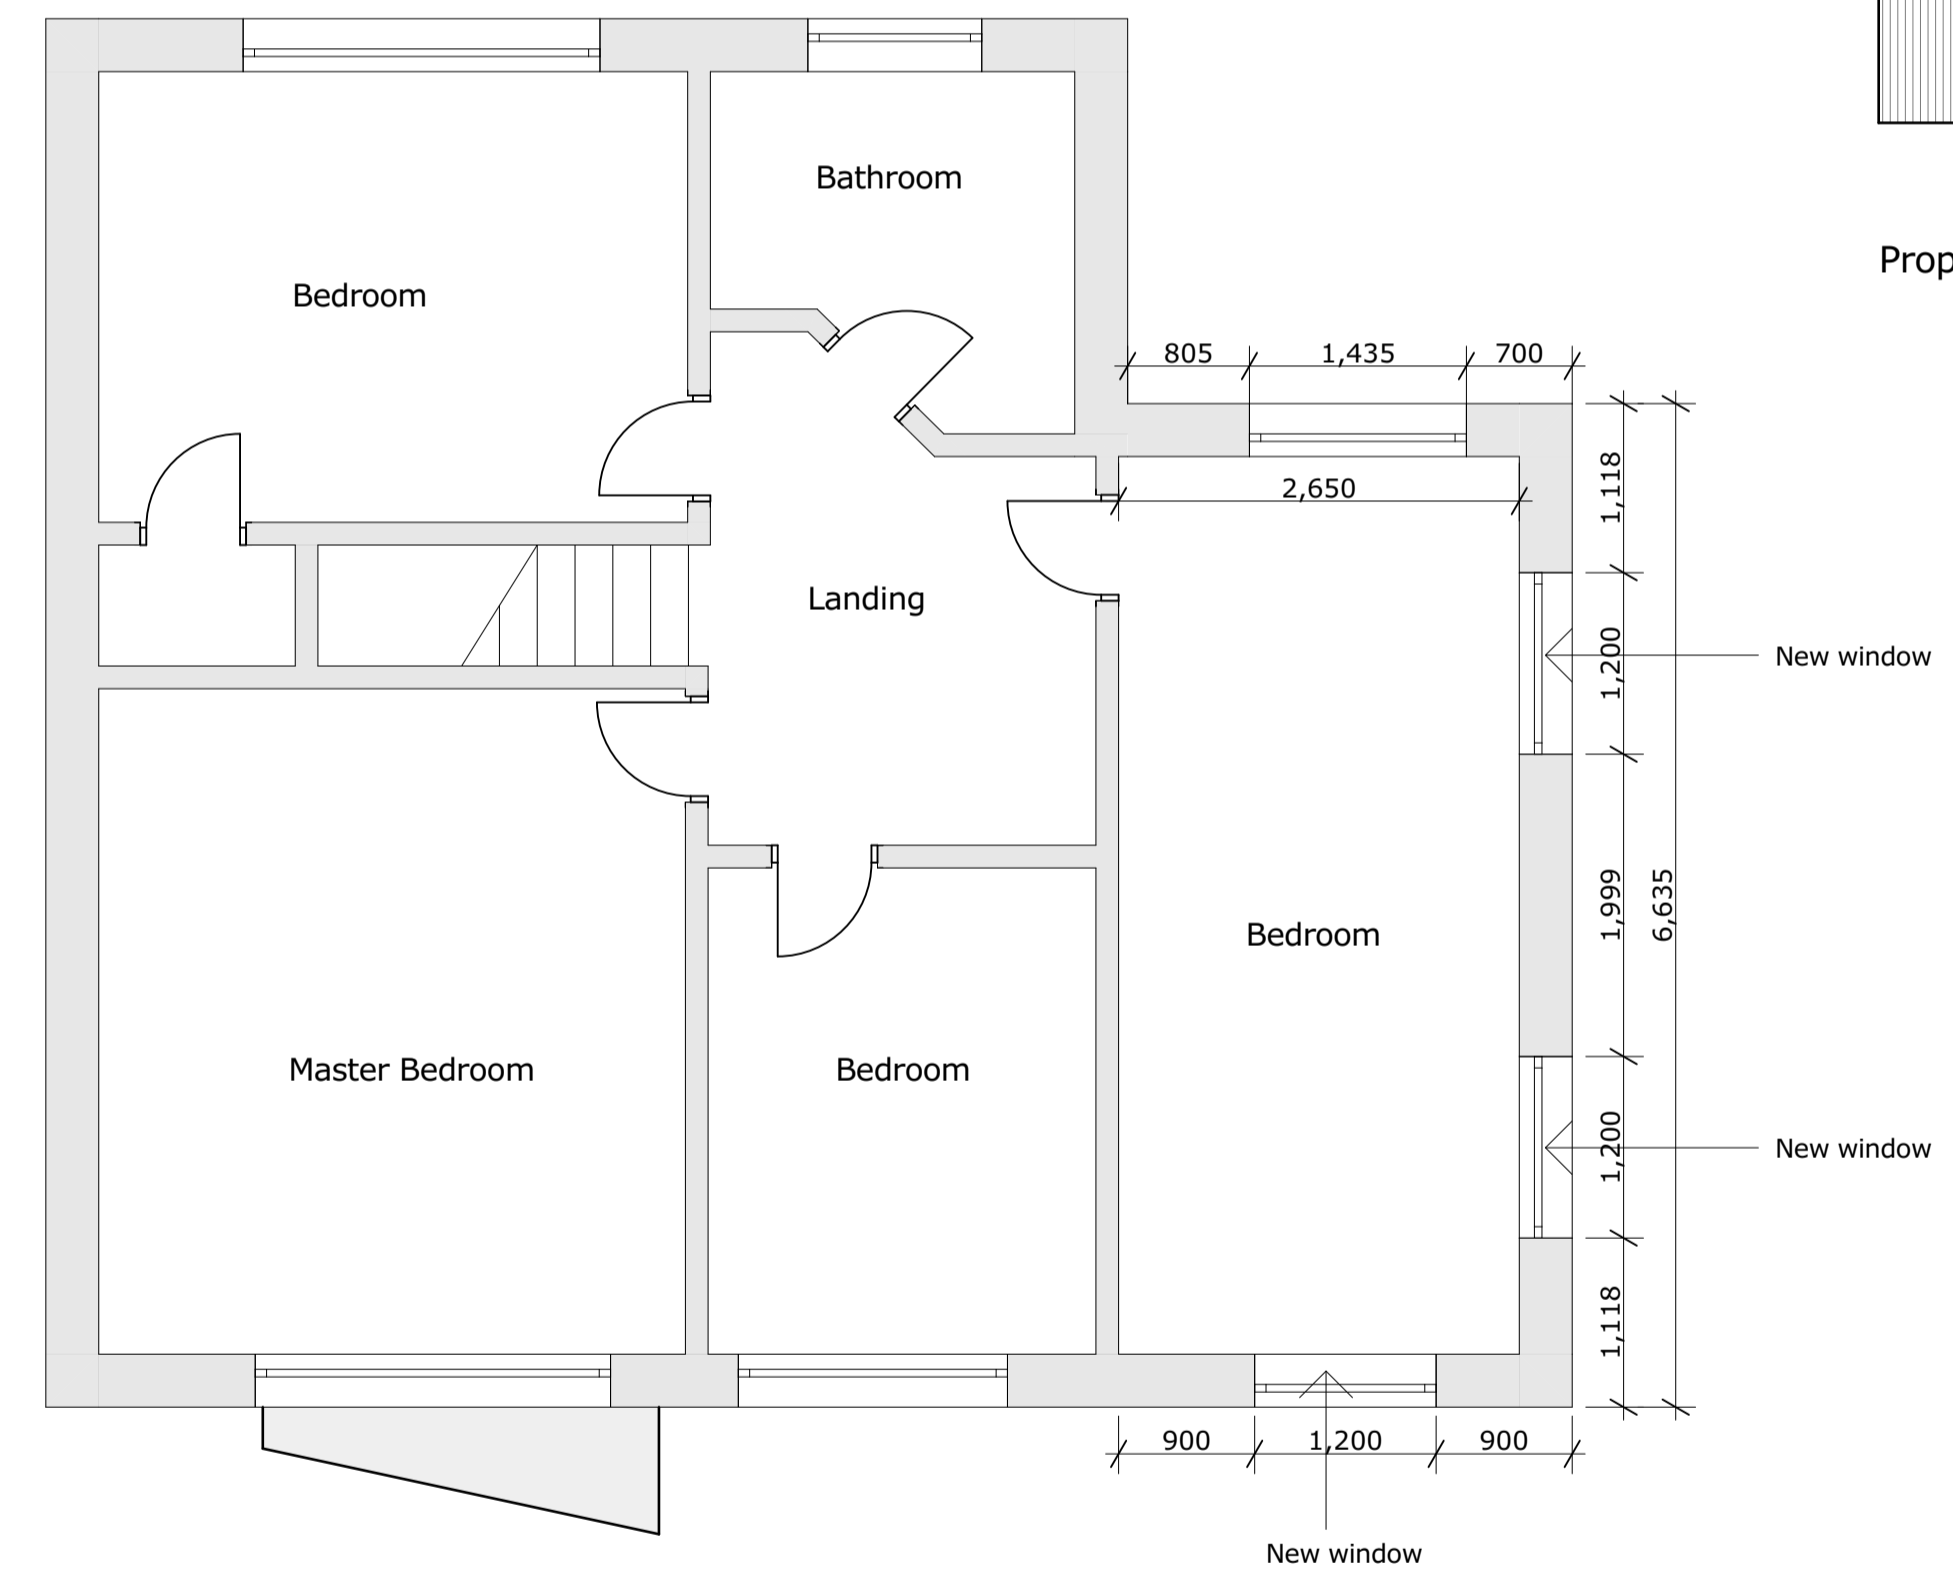 Bathroom
Prop
Bedroom
805 1,435 700
2,650
1,118
Landing
1,200
New window
1,999
6,635
Bedroom
Master Bedroom
Bedroom
1,200
New window
1,118
900 1,200 900
New window